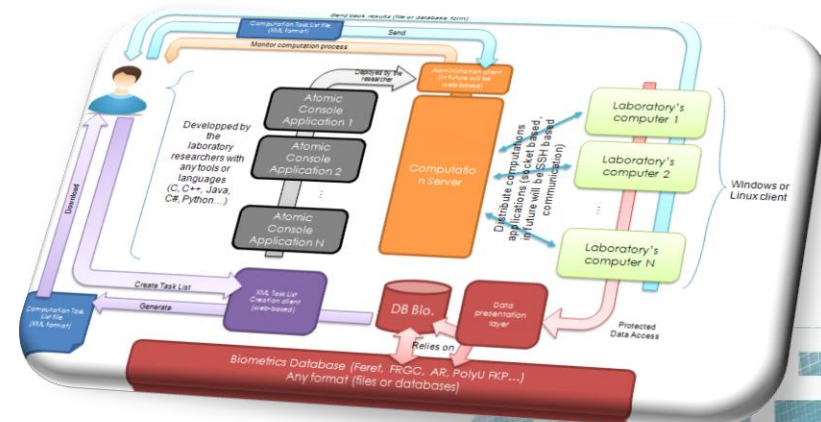 Send back results (file or database form)
Computation Task List file
(XML format)
Send
Monitor computation process
Deployed by the
researcher
Administration client
(in future will be
web-based)
Atomic
Console
Application 1
Atomic
Console
Application 2
⋮
Atomic
Console
Application N
Developped by
the
laboratory
researchers with
any tools or
languages
(C, C++, Java,
C#, Python…)
Computatio
n Server
Distribute computations
applications (socket based,
in future will be SSH based
communication)
Laboratory's
computer 1
Laboratory's
computer 2
⋮
Laboratory's
computer N
Windows or
Linux client
Download
Create Task List
Generate
Computation Task
List file
(XML format)
XML Task List
Creation client
(web-based)
DB Bio.
Data
presentation
layer
Protected
Data Access
Relies on
Biometrics Database (Feret, FRGC, AR, PolyU FKP…)
Any format (files or databases)